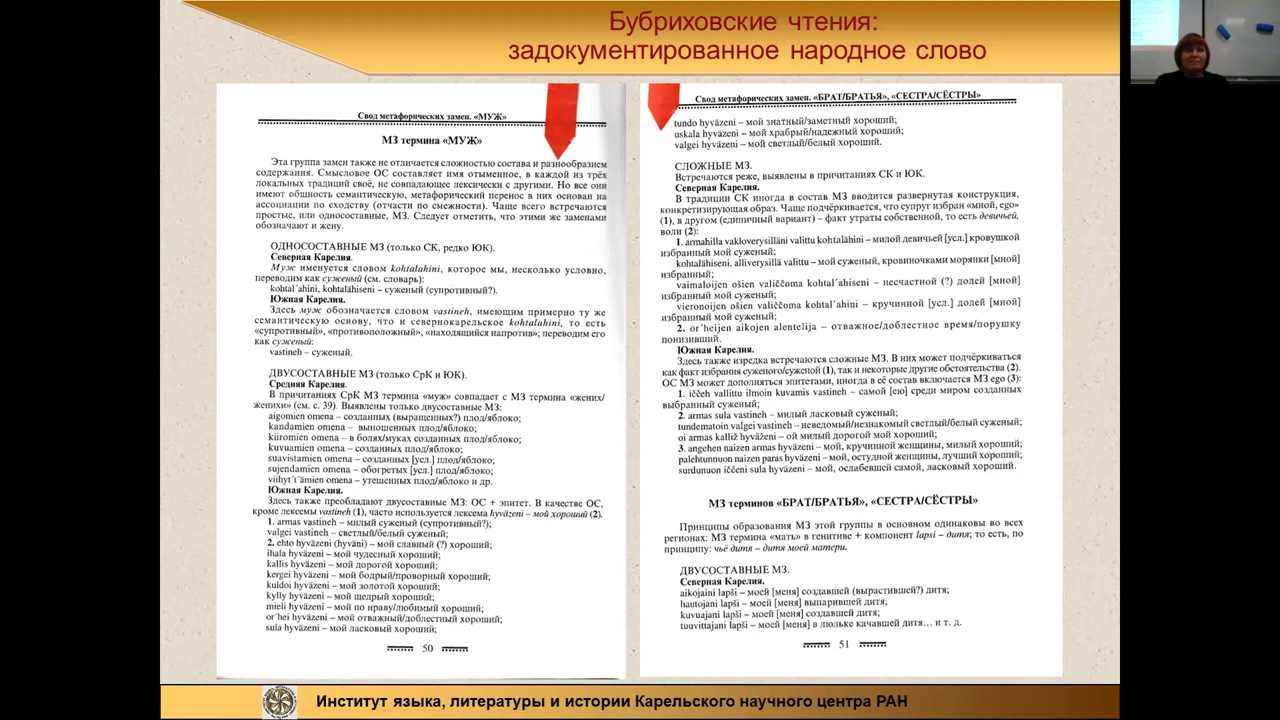 Бубриховские чтения:
задокументированное народное слово
Свод метафорических замен. «МУЖ»
МЗ термина «МУЖ»
Эта группа замен также не отличается сложностью состава и разнообразием
содержания. Смысловое ОС составляет имя отыменное, в каждой из трёх
локальных традиций своё, не совпадающее лексически с другими. Но все они
имеют общность семантическую, метафорический перенос в них основан на
ассоциации по сходству (отчасти по смежности). Чаще всего встречаются
простые, или односоставные, МЗ. Следует отметить, что этими же заменами
обозначают и жену.
ОДНОСОСТАВНЫЕ МЗ (только СК, редко ЮК).
Северная Карелия.
Муж именуется словом kohtalahini, которое мы, несколько условно,
переводим как суженый (см. словарь):
kohtal´ahini, kohtalähiseni – суженый (супротивный?).
Южная Карелия.
Здесь муж обозначается словом vastineh, имеющим примерно ту же
семантическую основу, что и севернокарельское kohtalahini, то есть
«супротивный», «противоположный», «находящийся напротив»; переводим его
как суженый:
vastineh – суженый.
ДВУСОСТАВНЫЕ МЗ (только СрК и ЮК).
Средняя Карелия.
В причитаниях СрК МЗ термина «муж» совпадает с МЗ термина «жених/
женихи» (см. с. 39). Выявлены только двусоставные МЗ:
aigomien omena – созданных (выращенных?) плод/яблоко;
kandamien omena – выношенных плод/яблоко;
kiiromien omena – в болях/муках созданных плод/яблоко;
kuvuamien omena – созданных плод/яблоко;
suavistamien omena – созданных [усл.] плод/яблоко;
sujendamien omena – обогретых [усл.] плод/яблоко;
viihyt´t´ämien omena – утешенных плод/яблоко и др.
Южная Карелия.
Здесь также преобладают двусоставные МЗ: ОС + эпитет. В качестве ОС,
кроме лексемы vastineh (1), часто используется лексема hyväzeni – мой хороший (2).
1. armas vastineh – милый суженый (супротивный?);
valgei vastineh – светлый/белый суженый;
2. ehto hyväzeni (hyväni) – мой славный (?) хороший;
ihala hyväzeni – мой чудесный хороший;
kallis hyväzeni – мой дорогой хороший;
kergei hyväzeni – мой бодрый/проворный хороший;
kuldoi hyväzeni – мой золотой хороший;
kylly hyväzeni – мой щедрый хороший;
mieli hyväzeni – мой по нраву/любимый хороший;
or´hei hyväzeni – мой отважный/доблестный хороший;
sula hyväzeni – мой ласковый хороший;
50
Свод метафорических замен. «БРАТ/БРАТЬЯ», «СЕСТРА/СЁСТРЫ»
tundo hyväzeni – мой знатный/заметный хороший;
uskala hyväzeni – мой храбрый/надежный хороший;
valgei hyväzeni – мой светлый/белый хороший.
СЛОЖНЫЕ МЗ.
Встречаются реже, выявлены в причитаниях СК и ЮК.
Северная Карелия.
В традиции СК иногда в состав МЗ вводится развернутая конструкция,
конкретизирующая образ. Чаще подчёркивается, что супруг избран «мной, ego»
(1), в другом (единичный вариант) – факт утраты собственной, то есть девичьей,
воли (2):
1. armahilla vakloverysilläni valittu kohtalähini – милой девичьей [усл.] кровушкой
избранный мой суженый;
kohtalähiseni, alliverysillä valittu – мой суженый, кровиночками морянки [мной]
избранный;
vaimaloijen ošien valiččoma kohtal´ahiseni – несчастной (?) долей [мной]
избранный мой суженый;
vieronoijen ošien valiččoma kohtal´ahini – кручинной [усл.] долей [мной]
избранный мой суженый;
2. or´heijen aikojen alentelija – отважное/доблестное время/порушку
понизивший.
Южная Карелия.
Здесь также изредка встречаются сложные МЗ. В них может подчёркиваться
как факт избрания суженого/суженой (1), так и некоторые другие обстоятельства (2).
ОС МЗ может дополняться эпитетами, иногда в её состав включается МЗ ego (3):
1. iččeh vallittu ilmoin kuvamis vastineh – самой [ею] среди миром созданных
выбранный суженый;
2. armas sula vastineh – милый ласковый суженый;
tundematoin valgei vastineh – неведомый/незнакомый светлый/белый суженый;
oi armas kalliž hyväženi – ой милый дорогой мой хороший;
3. angehen naizen armas hyväzeni – мой, кручинной женщины, милый хороший;
palehtunnuon naizen paras hyväzeni – мой, остудной женщины, лучший хороший;
surdunuon iččeni sula hyväzeni – мой, ослабевшей самой, ласковый хороший.
МЗ терминов «БРАТ/БРАТЬЯ», «СЕСТРА/СЁСТРЫ»
Принципы образования МЗ этой группы в основном одинаковы во всех
регионах: МЗ термина «мать» в генитиве + компонент lapsi – дитя; то есть, по
принципу: чьё дитя – дитя моей матери.
ДВУСОСТАВНЫЕ МЗ.
Северная Карелия.
aikojaini lapši – моей [меня] создавшей (вырастившей?) дитя;
hautojani lapši – моей [меня] выпарившей дитя;
kuvuajani lapši – моей [меня] создавшей дитя;
tuuvittajani lapši – моей [меня] в люльке качавшей дитя… и т. д.
51
Институт языка, литературы и истории Карельского научного центра РАН